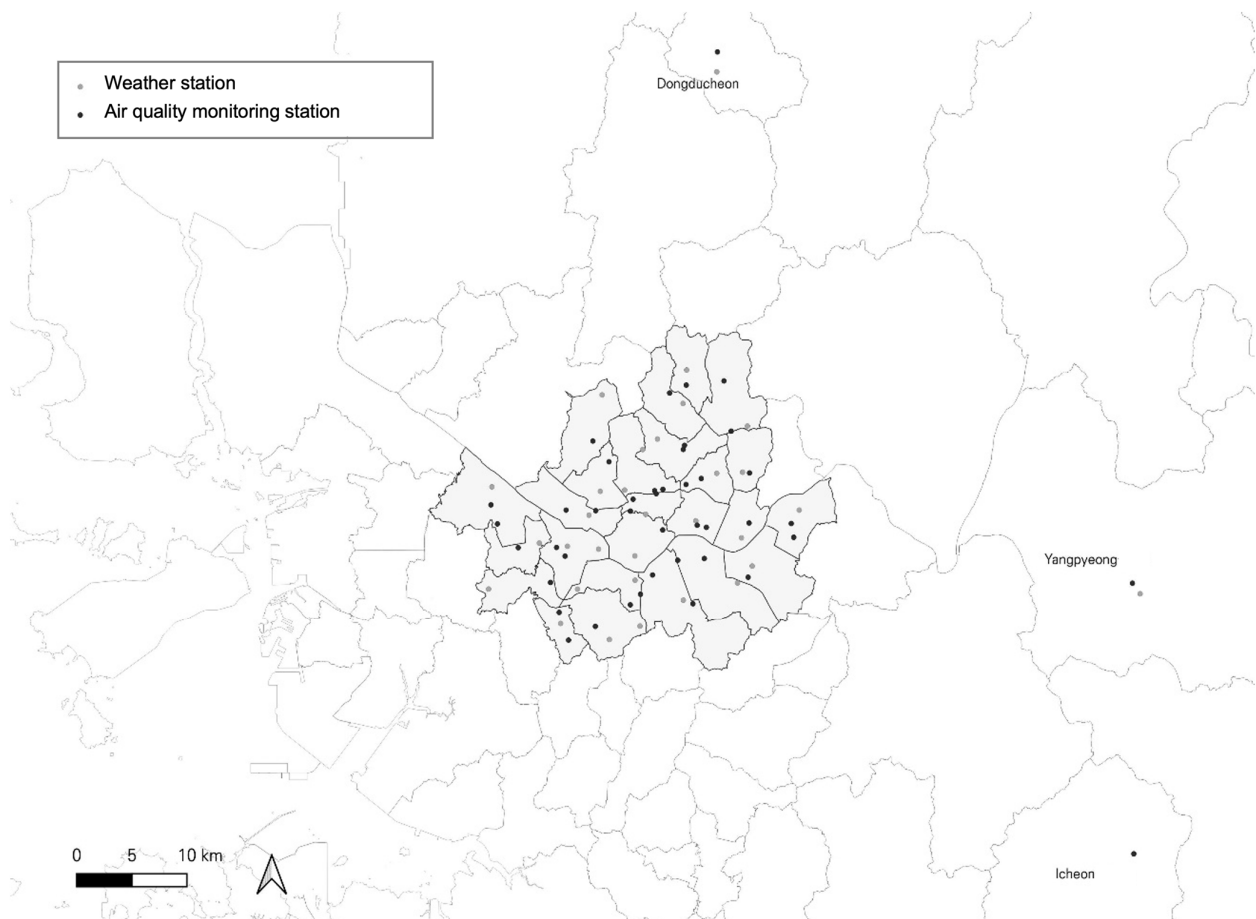 Weather station
Air quality monitoring station
Dongducheon
Yangpyeong
Icheon
0 5 10 km